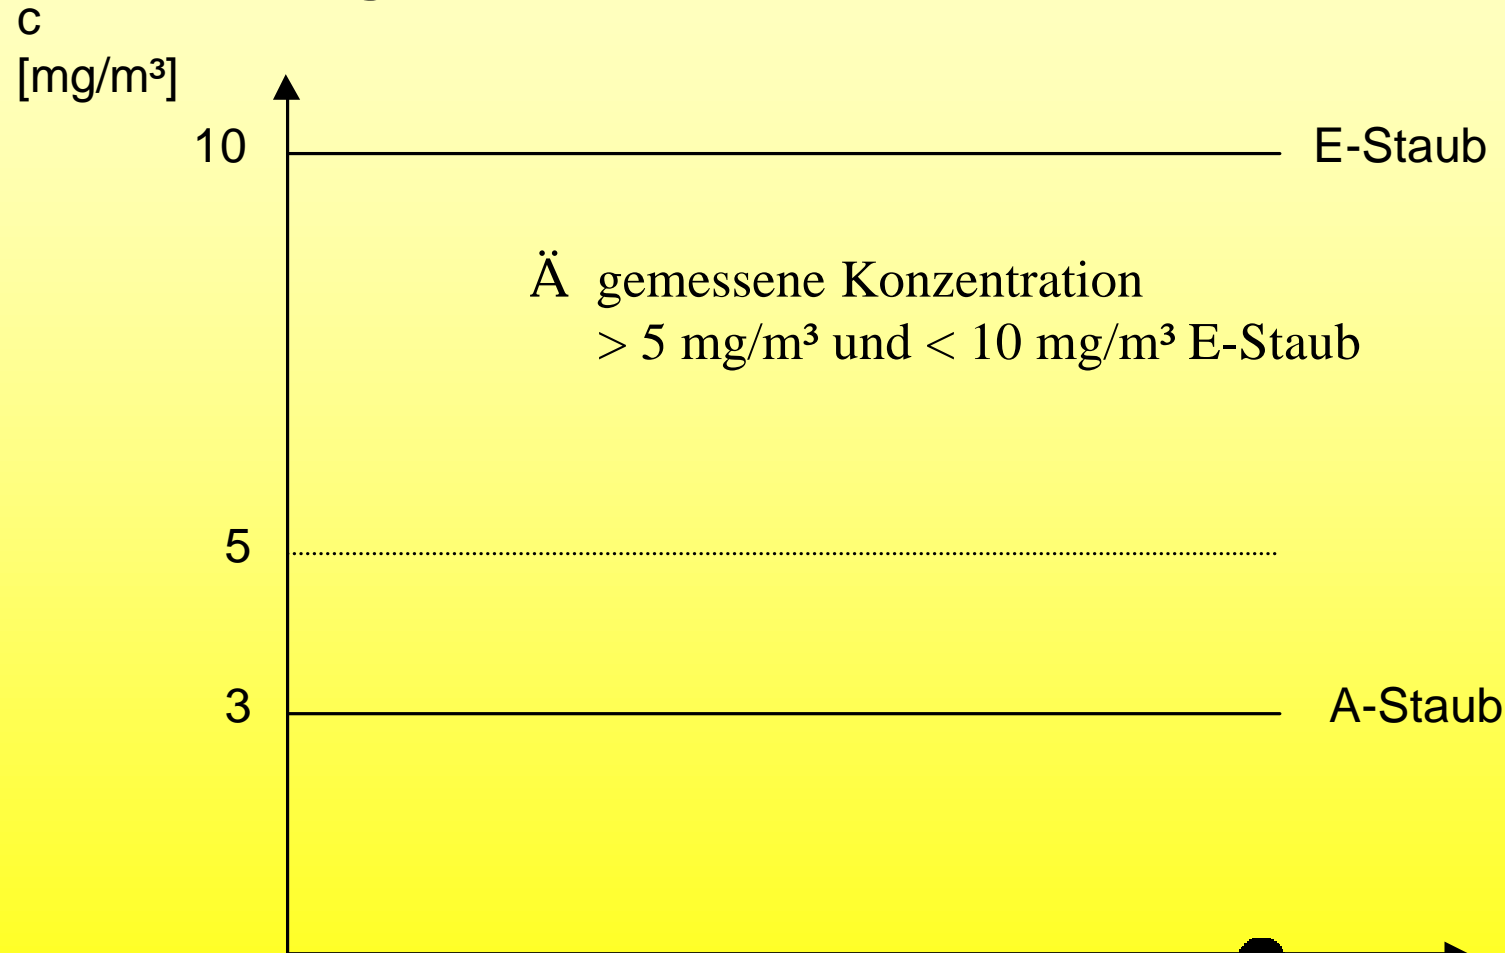 c
[mg/m³]
10
E-Staub
Ä gemessene Konzentration
> 5 mg/m³ und < 10 mg/m³ E-Staub
5
3
A-Staub